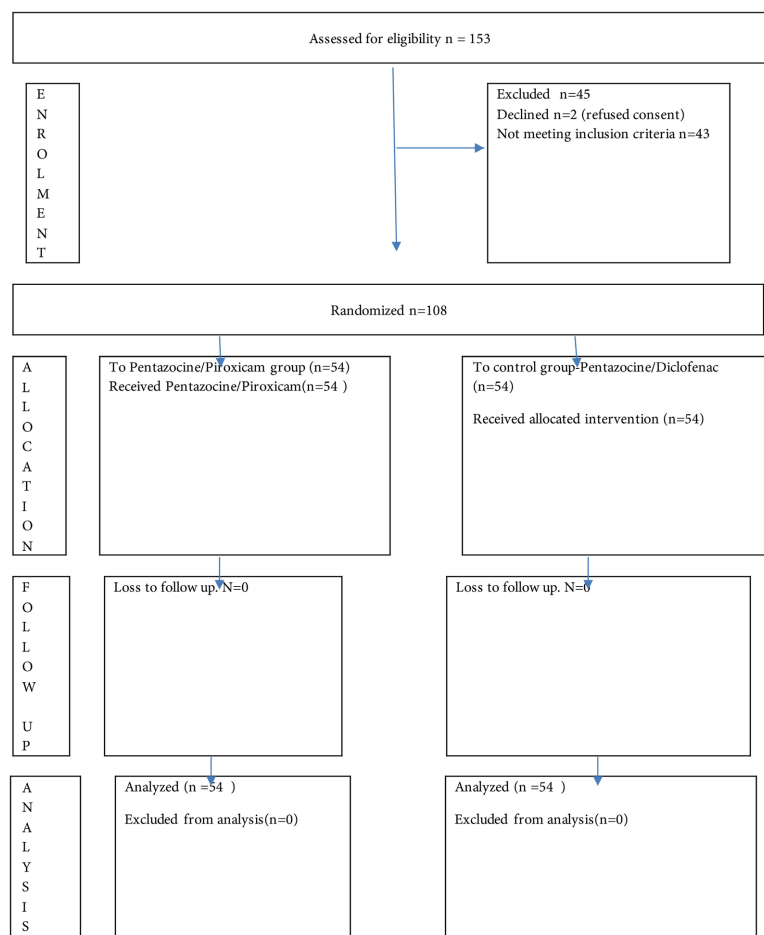 Assessed for eligibility n = 153
E
N
R
O
L
M
E
N
T
Excluded n=45
Declined n=2 (refused consent)
Not meeting inclusion criteria n=43
Randomized n=108
A
L
L
O
C
A
T
I
O
N
To Pentazocine/Piroxicam group (n=54)
Received Pentazocine/Piroxicam(n=54 )
To control group-Pentazocine/Diclofenac
(n=54)
Received allocated intervention (n=54)
F
O
L
L
O
W
U
P
Loss to follow up. N=0
Loss to follow up. N=0
A
N
A
L
Y
S
I
S
Analyzed (n =54 )
Excluded from analysis(n=0)
Analyzed (n =54 )
Excluded from analysis(n=0)